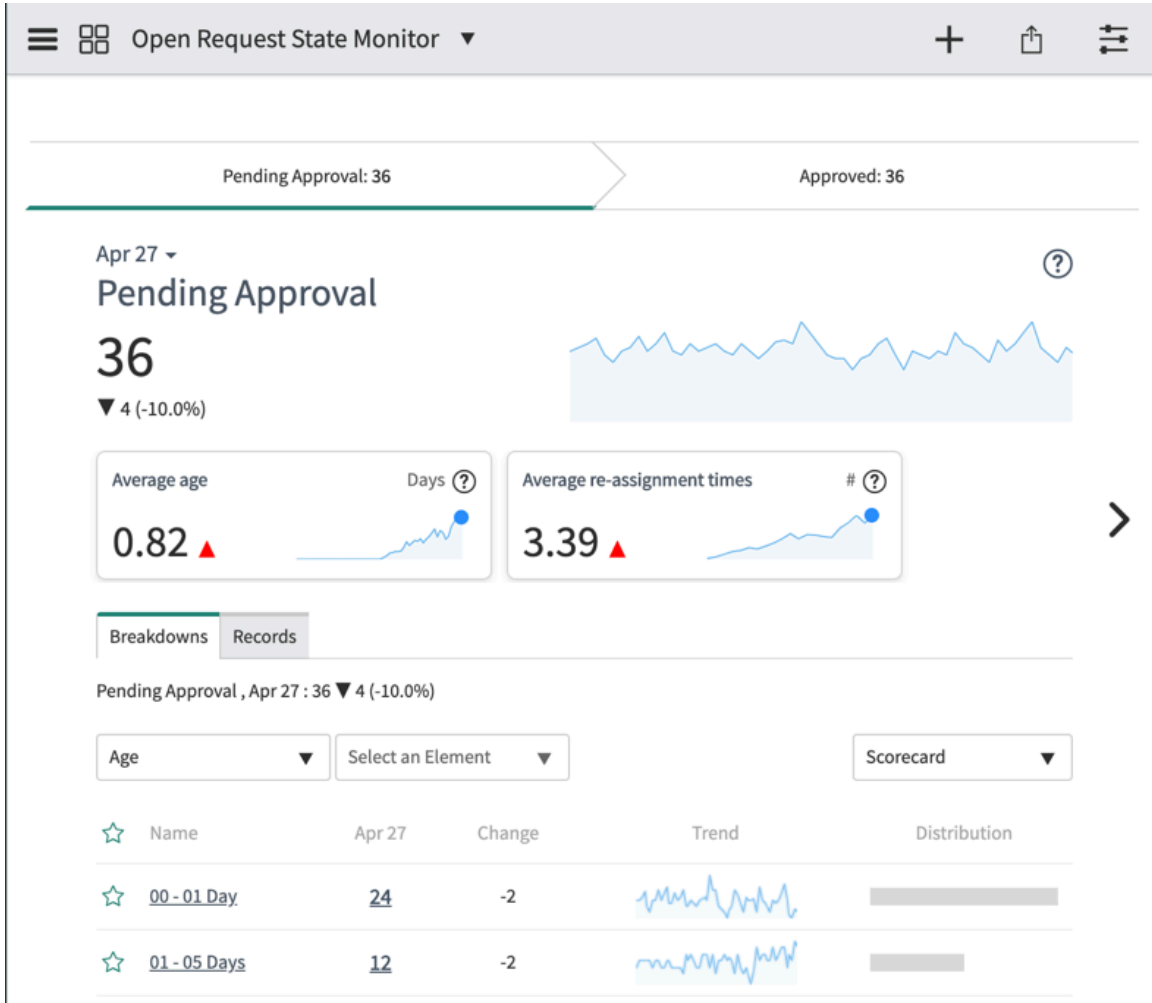 Open Request State Monitor ▼
Pending Approval: 36
Approved: 36
Apr 27
Pending Approval
36
▼ 4 (-10.0%)
Average age Days ?
0.82 ▲
Average re-assignment times # ?
3.39 ▲
Breakdowns Records
Pending Approval , Apr 27 : 36 ▼ 4 (-10.0%)
Age ▼ Select an Element ▼ Scorecard ▼
Name Apr 27 Change Trend Distribution
00 - 01 Day 24 -2
01 - 05 Days 12 -2